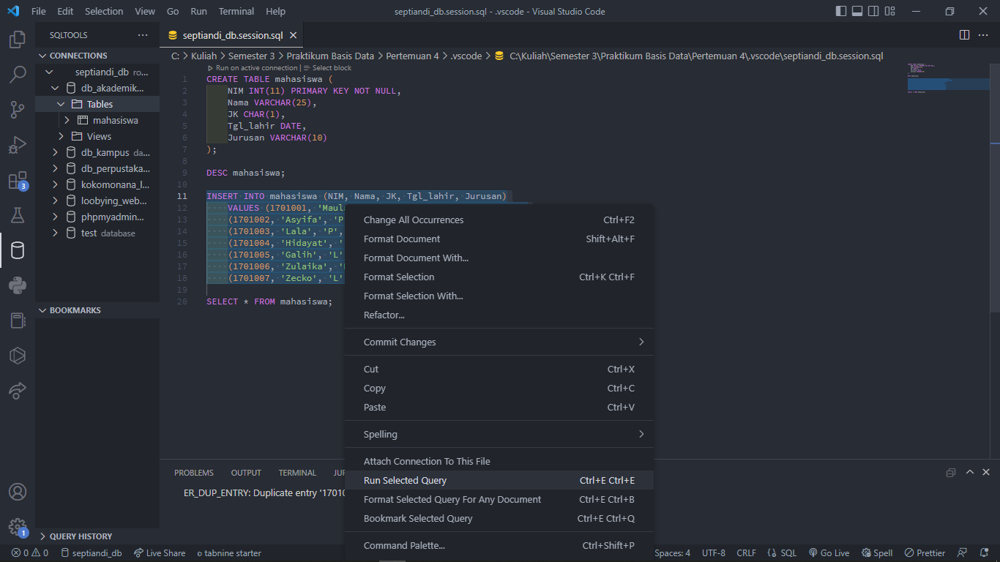 File Edit Selection View Go Run Terminal Help
septiandi_db.session.sql - .vscode - Visual Studio Code
SQLTOOLS
septiandi_db.session.sql
CONNECTIONS
septiandi_db ro...
db_akademik...
Tables
mahasiswa
Views
db_kampus da...
db_perpustaka...
kokomonana_l...
loobying_web...
phpmyadmin...
test database
BOOKMARKS
QUERY HISTORY
3
1
C: > Kuliah > Semester 3 > Praktikum Basis Data > Pertemuan 4 > .vscode > C:\Kuliah\Semester 3\Praktikum Basis Data\Pertemuan 4\.vscode\septiandi_db.session.sql
Run on active connection | Select block
1 CREATE TABLE mahasiswa (
2 NIM INT(11) PRIMARY KEY NOT NULL,
3 Nama VARCHAR(25),
4 JK CHAR(1),
5 Tgl_lahir DATE,
6 Jurusan VARCHAR(10)
7 );
8
9 DESC mahasiswa;
10
11 INSERT INTO mahasiswa (NIM, Nama, JK, Tgl_lahir, Jurusan)
12 VALUES (1701001, 'Maul
13 (1701002, 'Asyifa', 'P
14 (1701003, 'Lala', 'P',
15 (1701004, 'Hidayat', '
16 (1701005, 'Galih', 'L'
17 (1701006, 'Zulaika', '
18 (1701007, 'Zecko', 'L'
19
20 SELECT * FROM mahasiswa;
Change All Occurrences Ctrl+F2
Format Document Shift+Alt+F
Format Document With...
Format Selection Ctrl+K Ctrl+F
Format Selection With...
Refactor...
Commit Changes
Cut Ctrl+X
Copy Ctrl+C
Paste Ctrl+V
Spelling
Attach Connection To This File
Run Selected Query Ctrl+E Ctrl+E
Format Selected Query For Any Document Ctrl+E Ctrl+B
Bookmark Selected Query Ctrl+E Ctrl+Q
Command Palette... Ctrl+Shift+P
PROBLEMS OUTPUT TERMINAL JU
ER_DUP_ENTRY: Duplicate entry '1701
0 0 septiandi_db Live Share tabnine starter Spaces: 4 UTF-8 CRLF SQL Go Live Spell Prettier